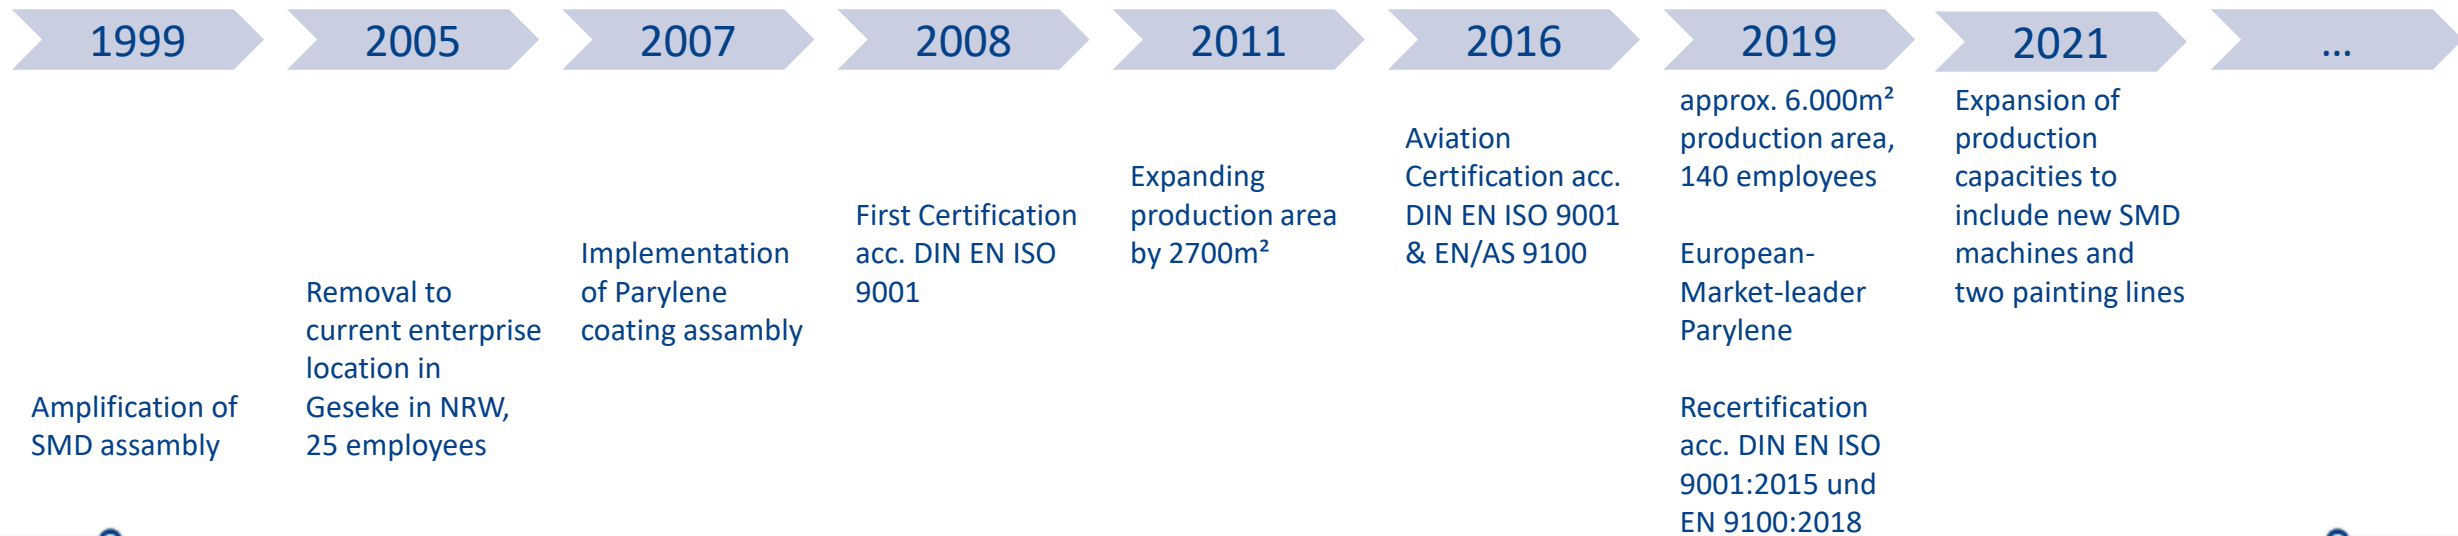 1999
2005
2007
2008
2011
2016
2019
2021
...
Amplification of
SMD assambly
Removal to
current enterprise
location in
Geseke in NRW,
25 employees
Implementation
of Parylene
coating assambly
First Certification
acc. DIN EN ISO
9001
Expanding
production area
by 2700m²
Aviation
Certification acc.
DIN EN ISO 9001
& EN/AS 9100
approx. 6.000m²
production area,
140 employees
European-
Market-leader
Parylene
Recertification
acc. DIN EN ISO
9001:2015 und
EN 9100:2018
Expansion of
production
capacities to
include new SMD
machines and
two painting lines